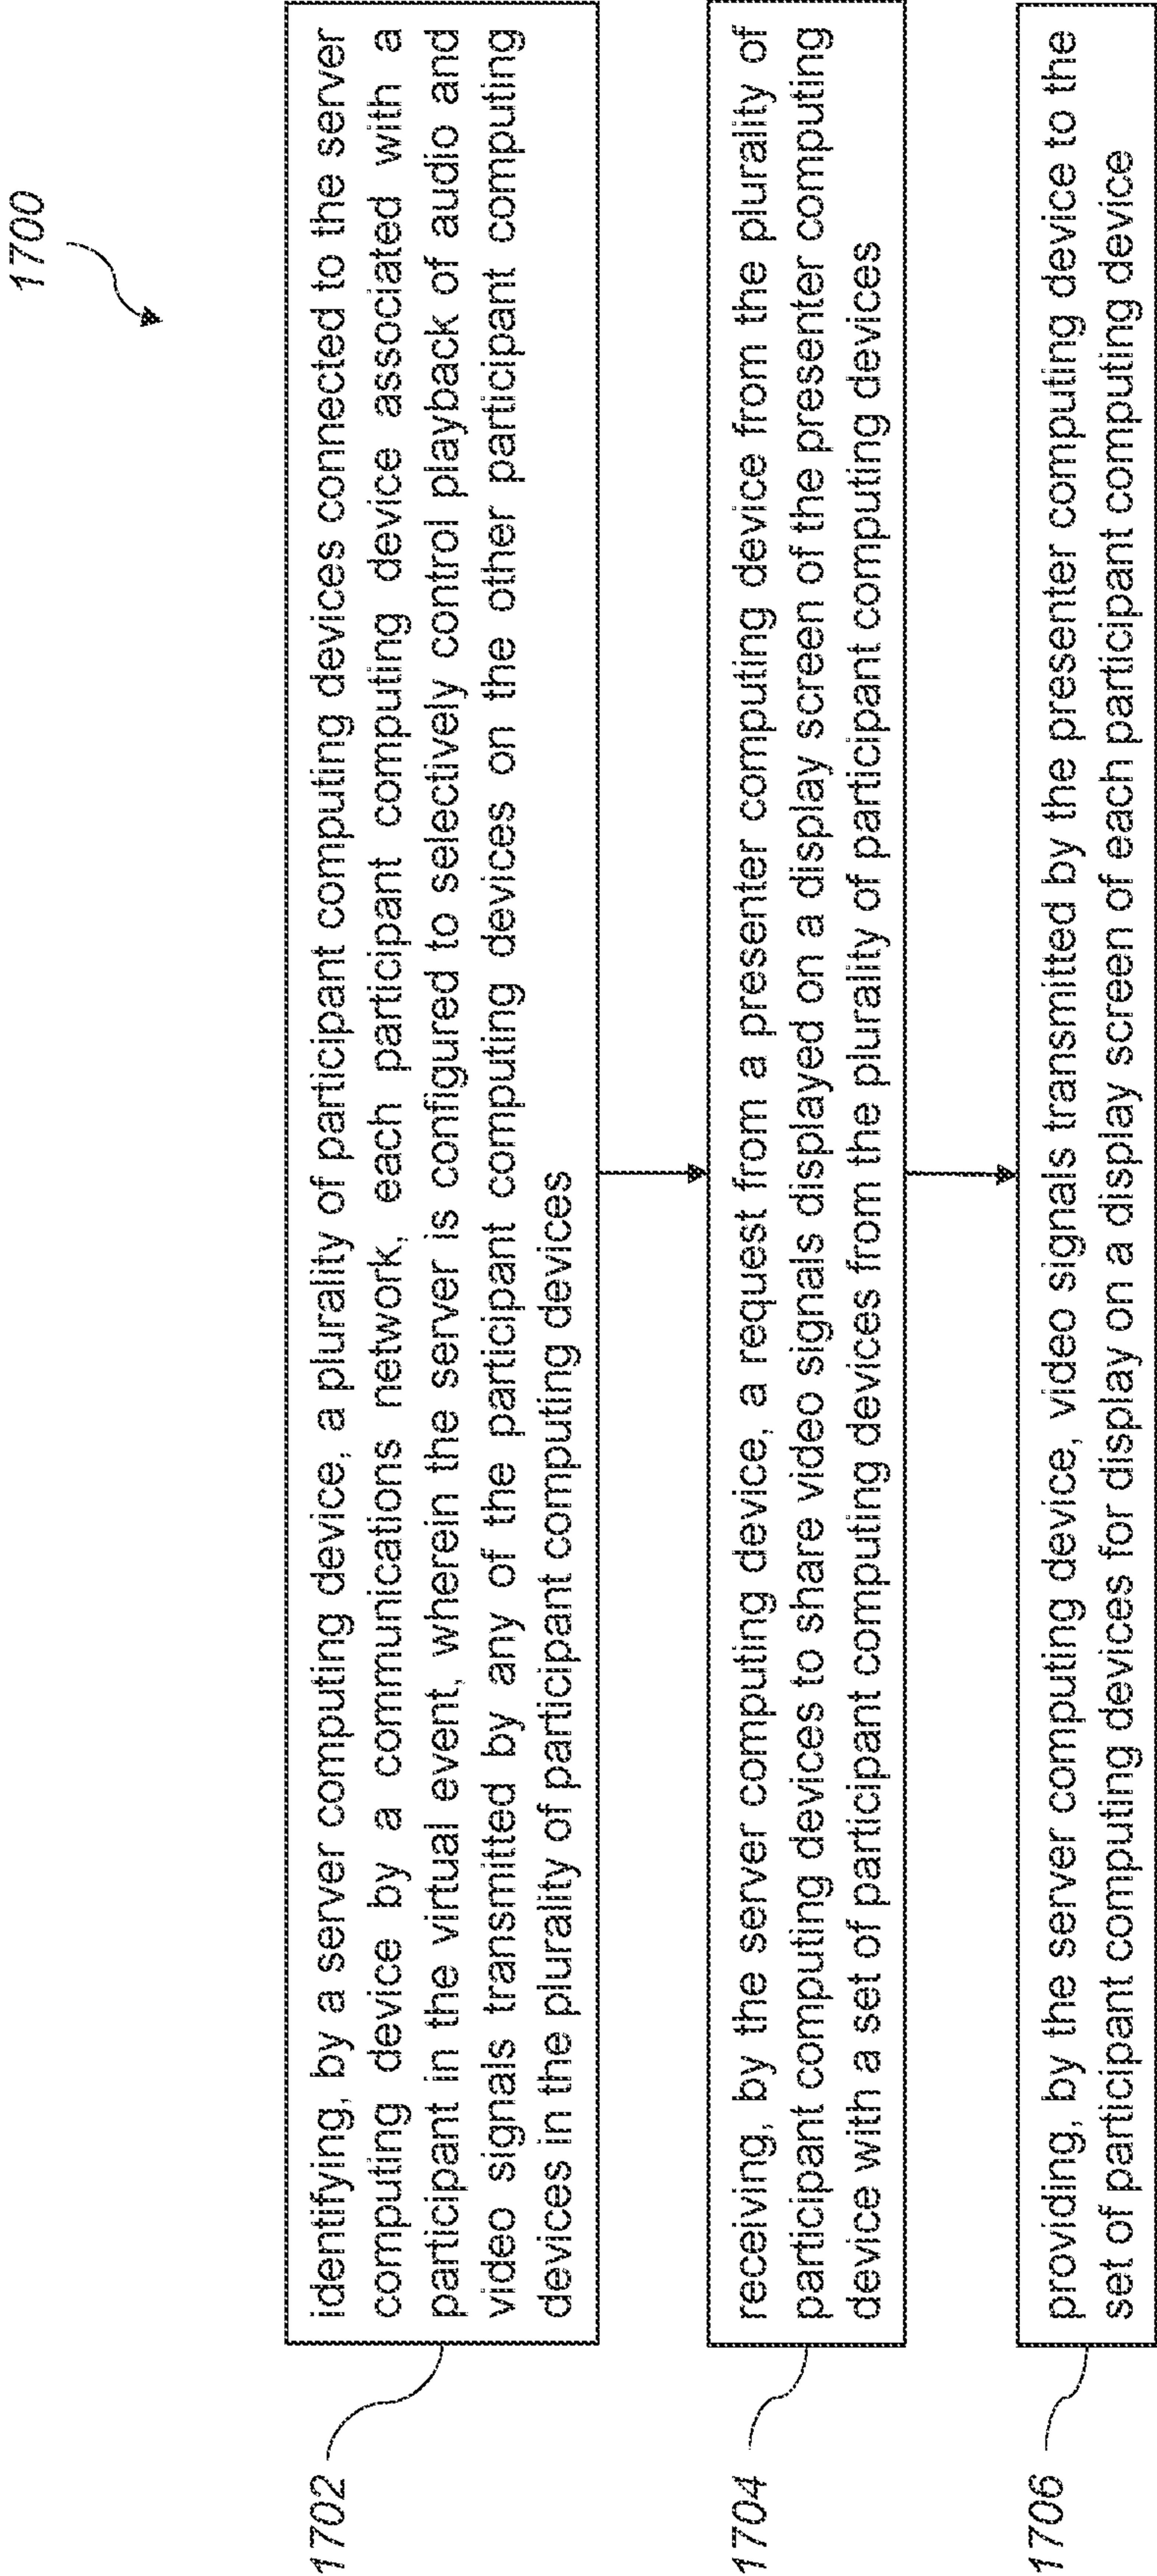 1700
1702
identifying, by a server computing device, a plurality of participant computing devices connected to the server
computing device by a communications network, each participant computing device associated with a
participant in the virtual event, wherein the server is configured to selectively control playback of audio and
video signals transmitted by any of the participant computing devices on the other participant computing
devices in the plurality of participant computing devices
1704
receiving, by the server computing device, a request from a presenter computing device from the plurality of
participant computing devices to share video signals displayed on a display screen of the presenter computing
device with a set of participant computing devices from the plurality of participant computing devices
1706
providing, by the server computing device, video signals transmitted by the presenter computing device to the
set of participant computing devices for display on a display screen of each participant computing device